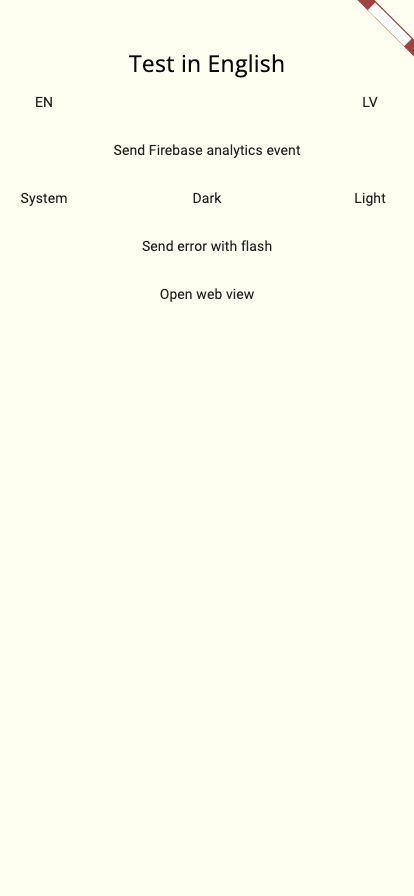 Test in English
EN LV
Send Firebase analytics event
System Dark Light
Send error with flash
Open web view